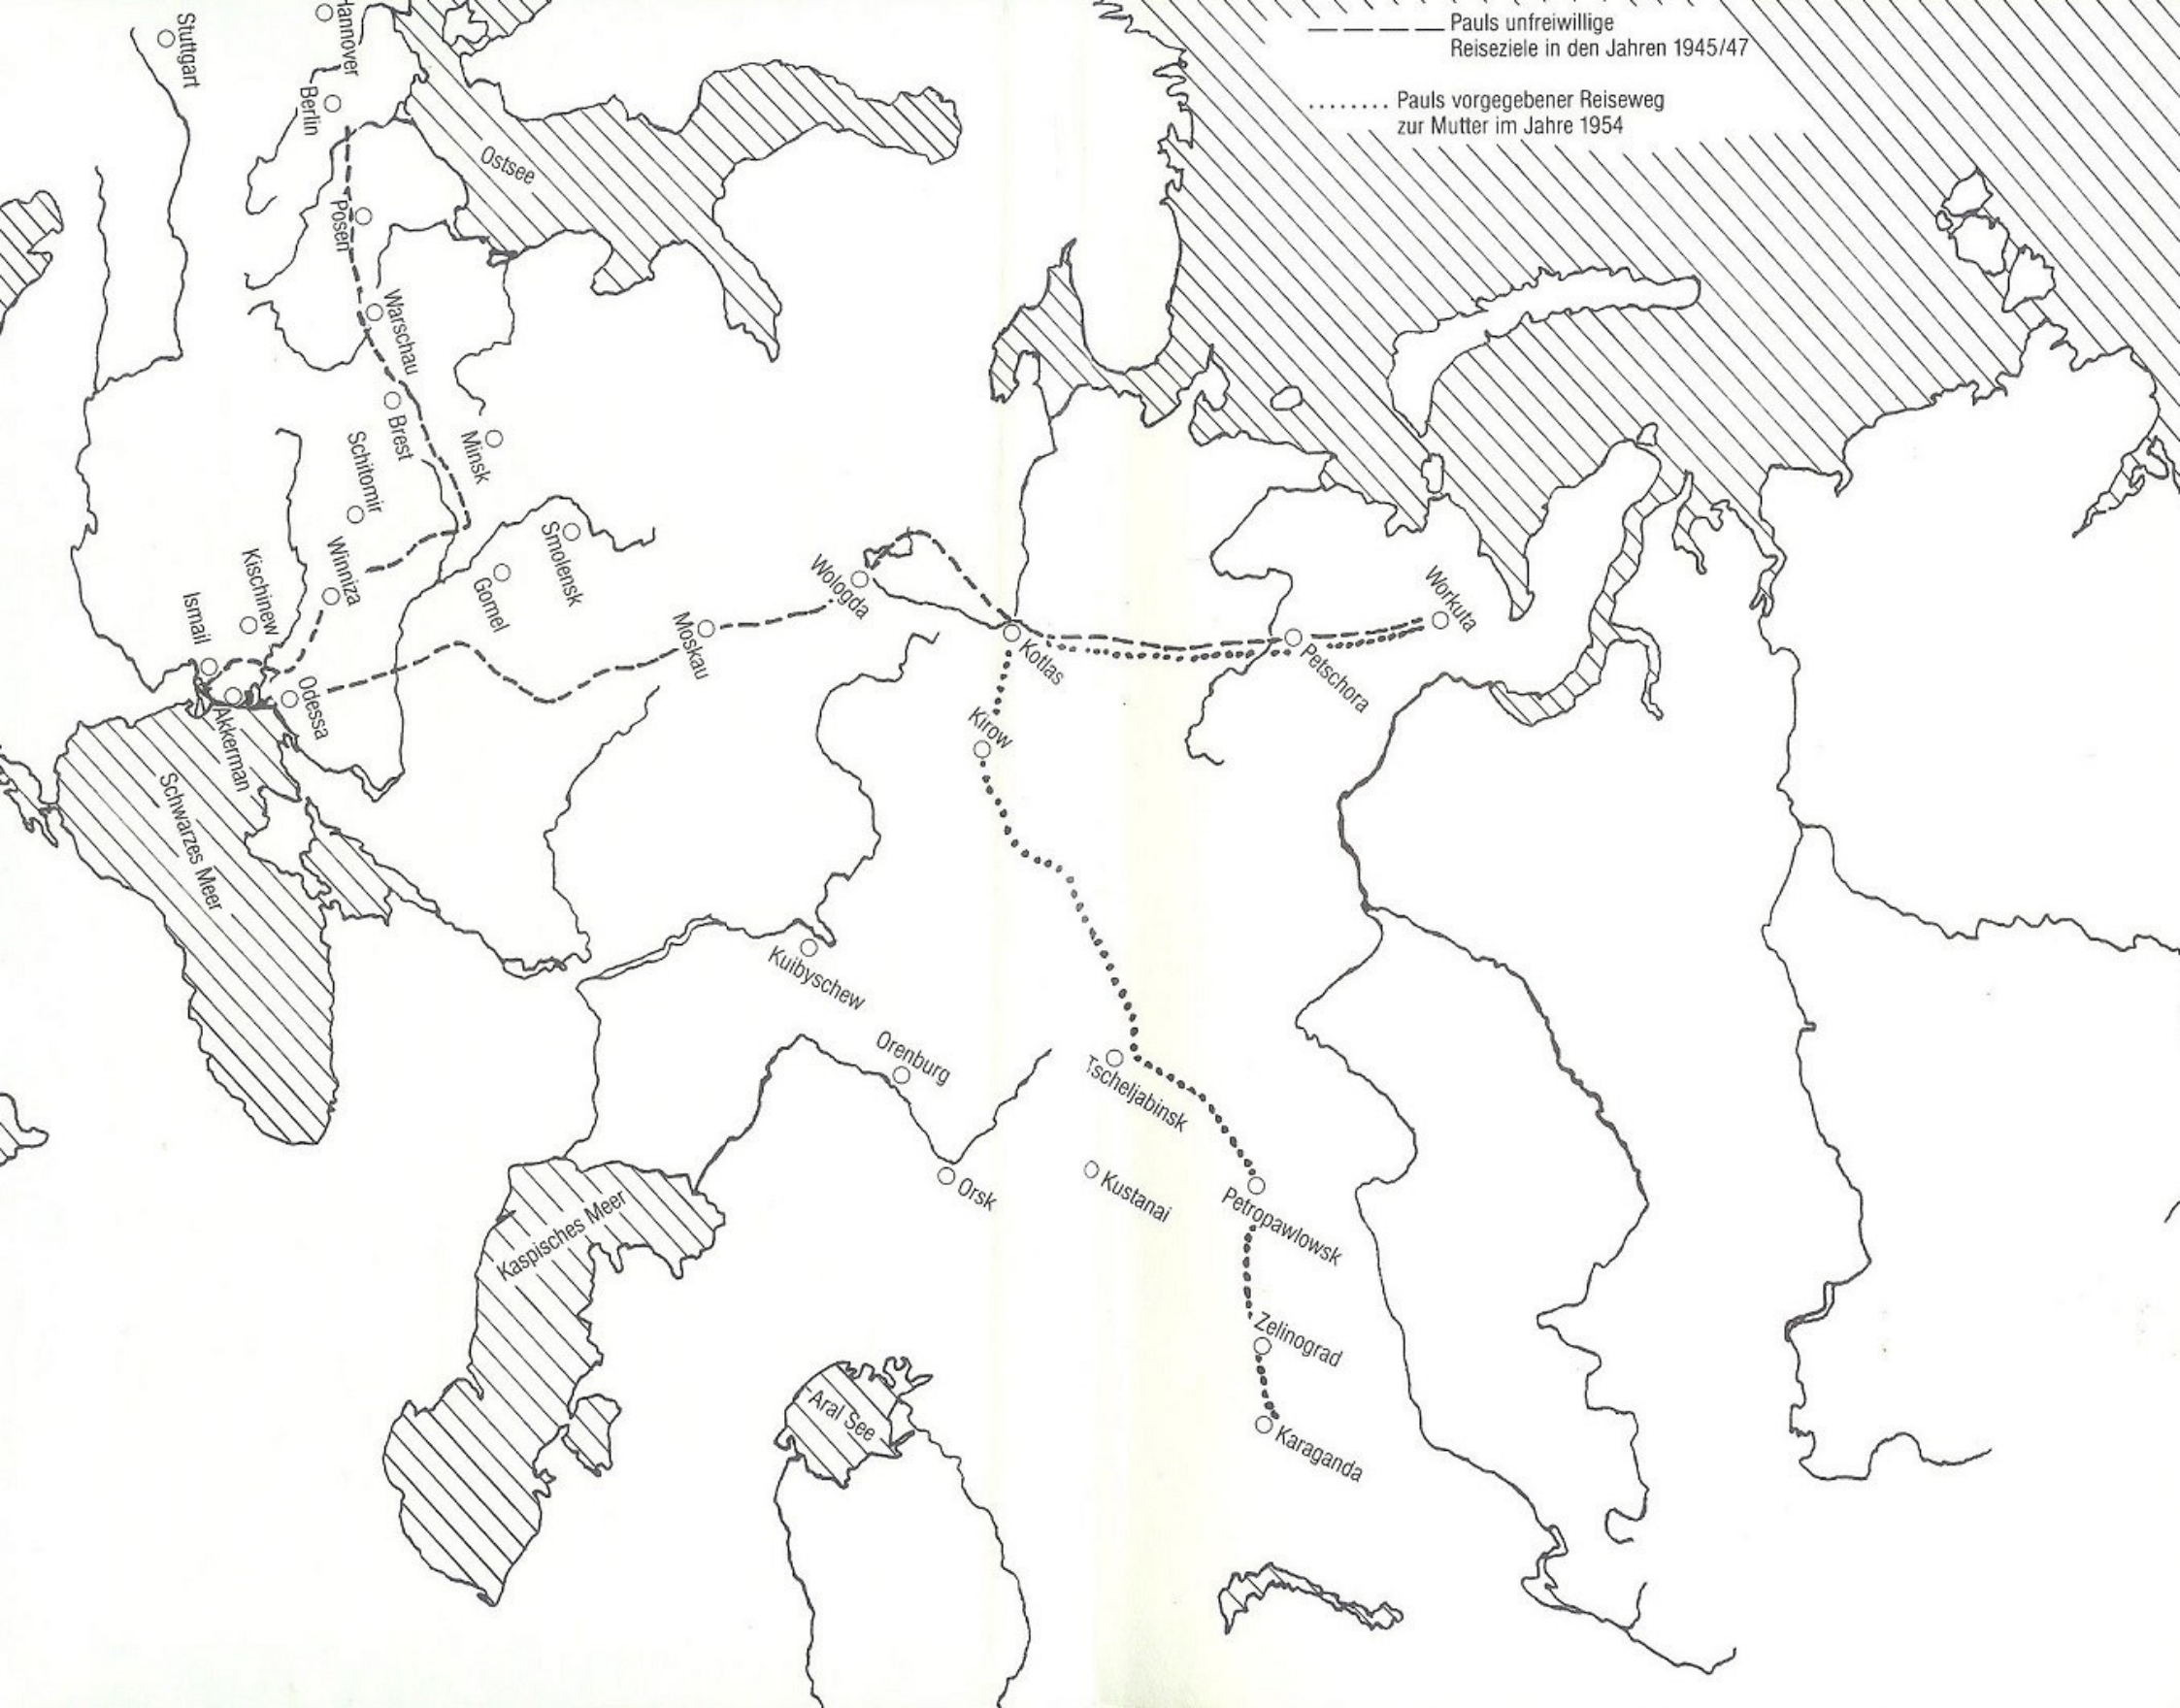 Pauls unfreiwillige
Reiseziele in den Jahren 1945/47
Pauls vorgegebener Reiseweg
zur Mutter im Jahre 1954
Stuttgart
Hannover
Berlin
Ostsee
Posen
Warschau
Brest
Minsk
Schitomir
Smolensk
Winniza
Kischinew
Gomel
Ismail
Akkerman
Odessa
Moskau
Wologda
Kotlas
Petschora
Workuta
Kirow
Schwarzes Meer
Kuibyschew
Orenburg
Orsk
Tscheljabinsk
Kustanai
Petropawlowsk
Zelinograd
Karaganda
Kaspisches Meer
Aral See